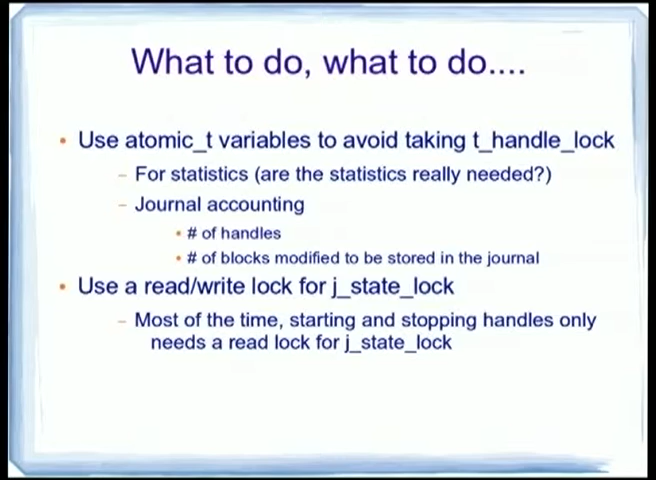 What to do, what to do....
• Use atomic_t variables to avoid taking t_handle_lock
– For statistics (are the statistics really needed?)
– Journal accounting
• # of handles
• # of blocks modified to be stored in the journal
• Use a read/write lock for j_state_lock
– Most of the time, starting and stopping handles only
needs a read lock for j_state_lock